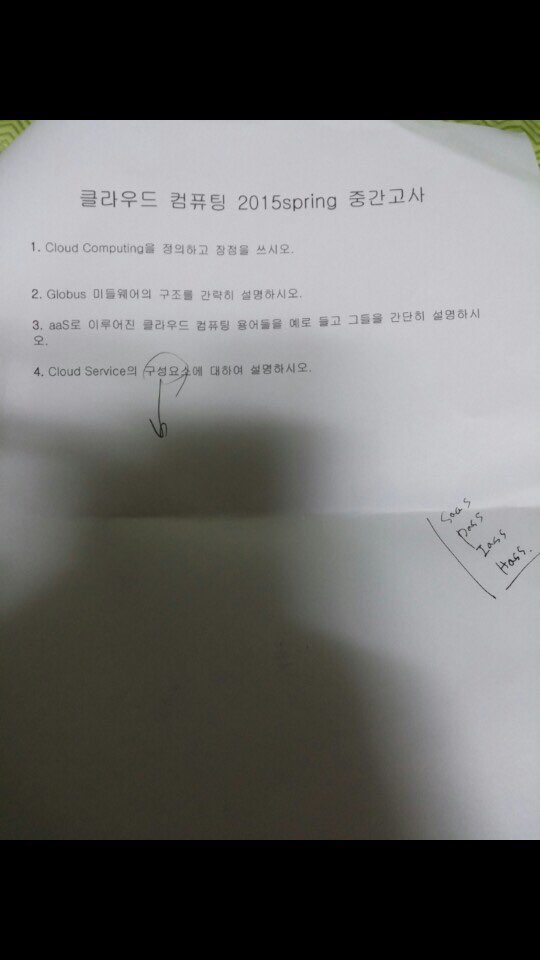 클라우드 컴퓨팅 2015spring 중간고사
1. Cloud Computing을 정의하고 장점을 쓰시오.
2. Globus 미들웨어의 구조를 간략히 설명하시오.
3. aaS로 이루어진 클라우드 컴퓨팅 용어들을 예로 들고 그들을 간단히 설명하시
오.
4. Cloud Service의 구성요소에 대하여 설명하시오.
SaaS
PaaS
IaaS
HaaS.